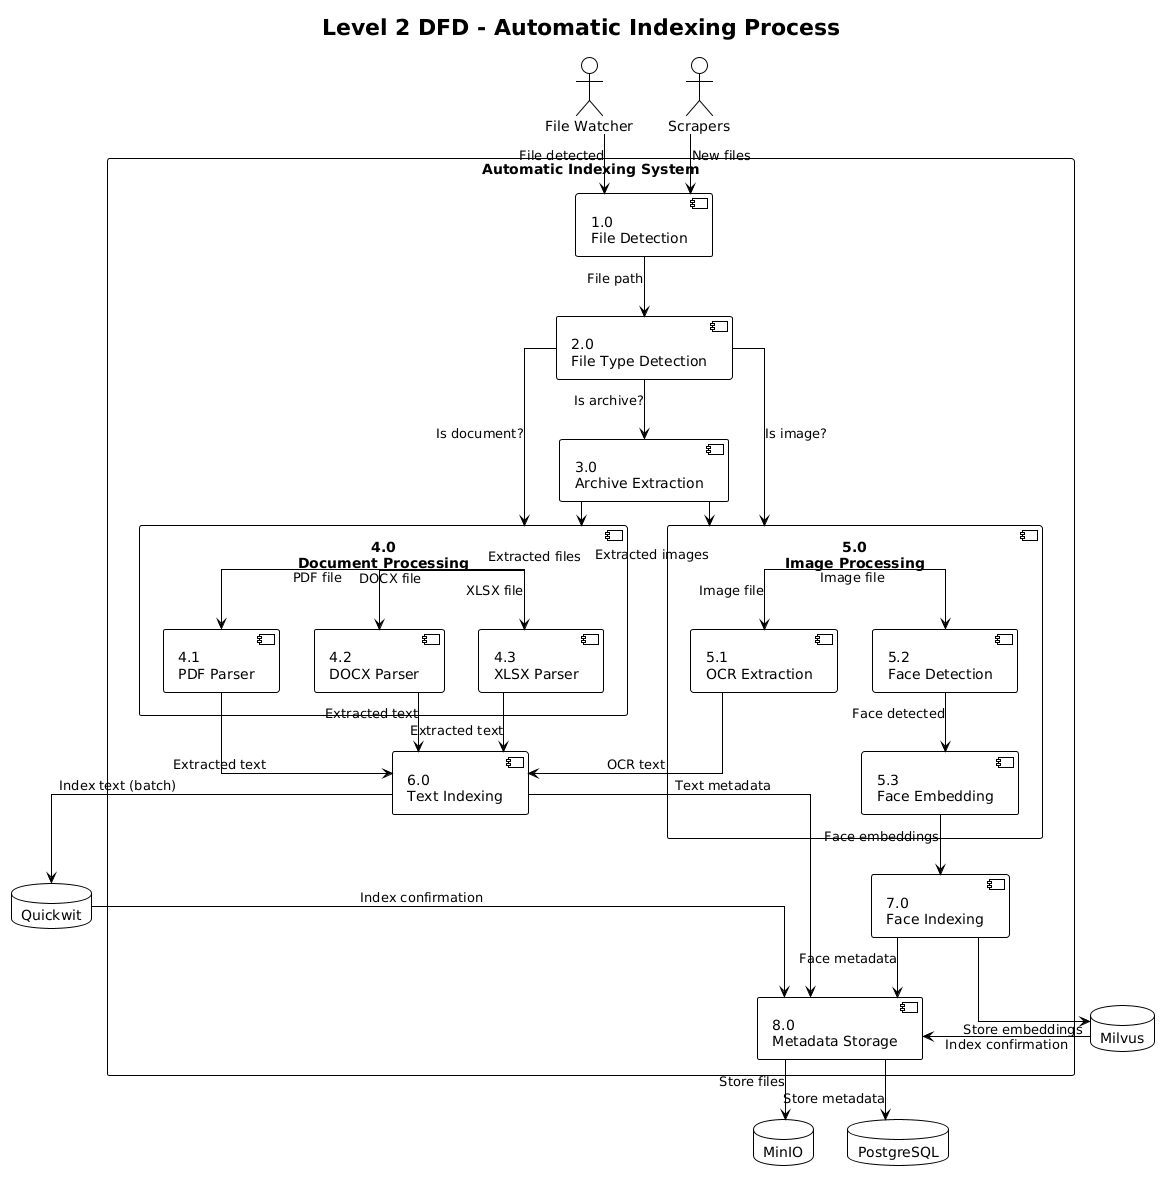 Level 2 DFD - Automatic Indexing Process
File Watcher
Scrapers
File detected
New files
Automatic Indexing System
1.0
File Detection
File path
2.0
File Type Detection
Is archive?
Is document?
Is image?
3.0
Archive Extraction
4.0
Document Processing
Extracted files
Extracted images
5.0
Image Processing
PDF file
DOCX file
XLSX file
Image file
Image file
4.1
PDF Parser
4.2
DOCX Parser
4.3
XLSX Parser
5.1
OCR Extraction
5.2
Face Detection
Extracted text
Extracted text
Face detected
Extracted text
OCR text
6.0
Text Indexing
5.3
Face Embedding
Index text (batch)
Text metadata
Face embeddings
Quickwit
Index confirmation
7.0
Face Indexing
Face metadata
8.0
Metadata Storage
Store embeddings
Index confirmation
Milvus
Store files
Store metadata
MinIO
PostgreSQL